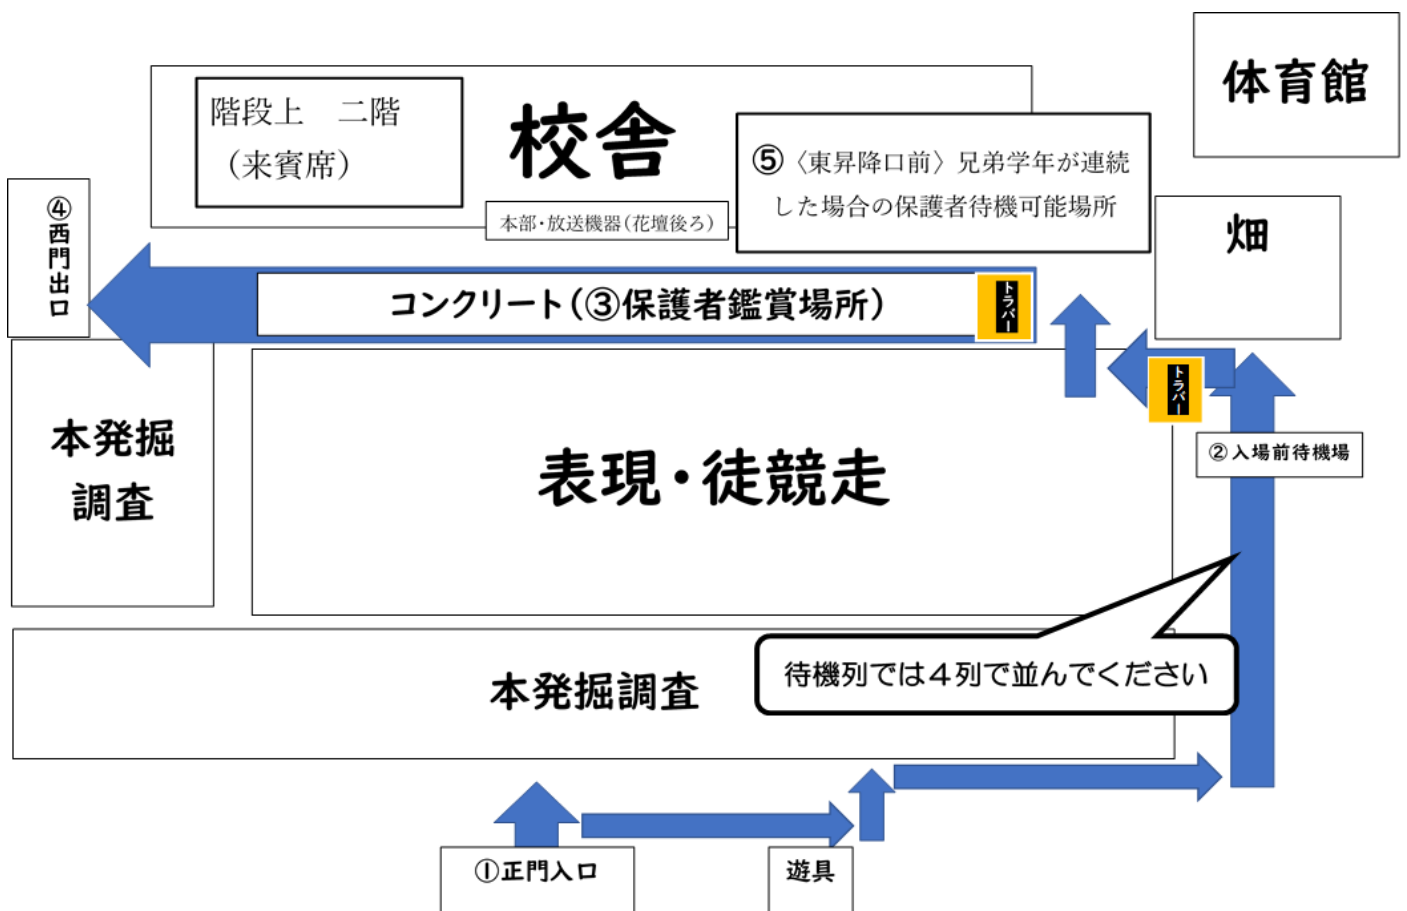 体育館
階段上　二階
（来賓席）
校舎
⑤〈東昇降口前〉兄弟学年が連続
した場合の保護者待機可能場所
本部・放送機器（花壇後ろ）
④西門出口
畑
コンクリート（③保護者鑑賞場所）
トラバー
トラバー
本発掘
調査
表現・徒競走
②入場前待機場
待機列では４列で並んでください
本発掘調査
①正門入口
遊具